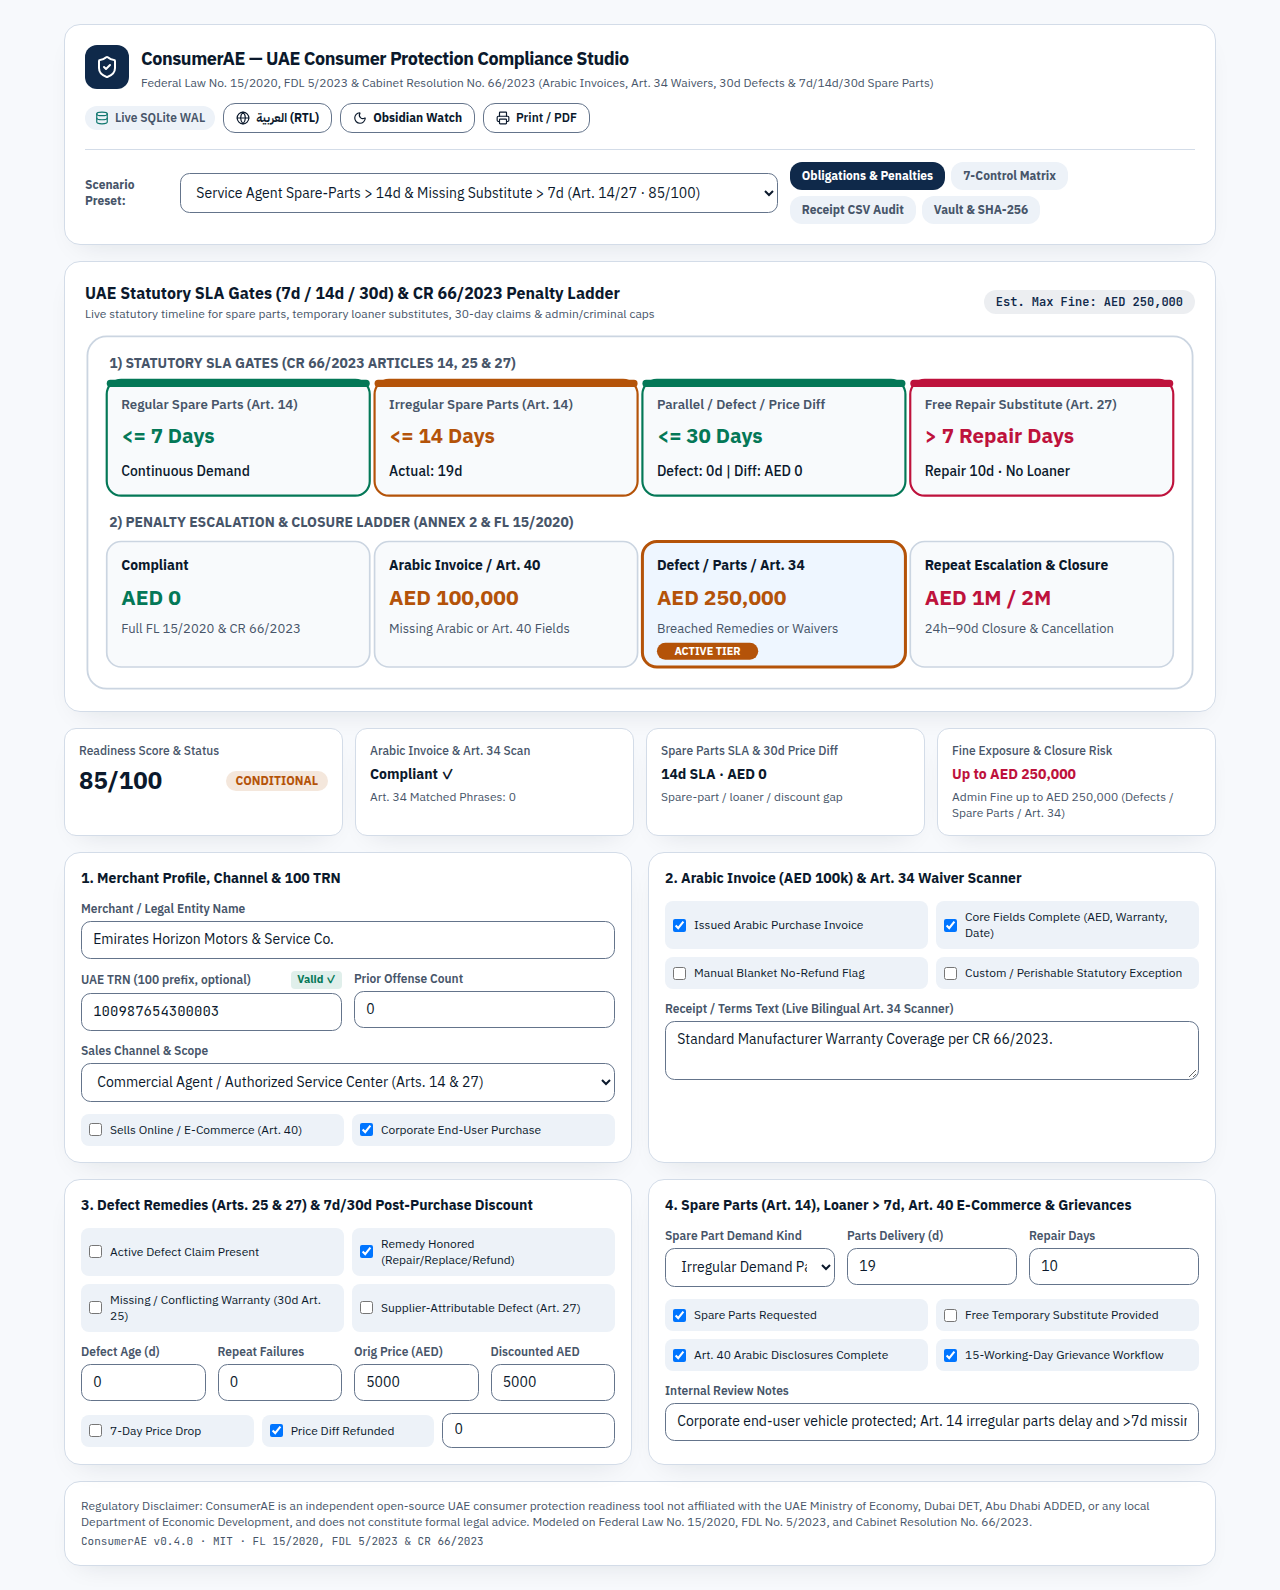 ConsumerAE — UAE Consumer Protection Compliance Studio
Federal Law No. 15/2020, FDL 5/2023 & Cabinet Resolution No. 66/2023 (Arabic Invoices, Art. 34 Waivers, 30d Defects & 7d/14d/30d Spare Parts)
Live SQLite WAL
العربية (RTL)
Obsidian Watch
Print / PDF
Scenario Preset:
Service Agent Spare-Parts > 14d & Missing Substitute > 7d (Art. 14/27 · 85/100)
Obligations & Penalties
7-Control Matrix
Receipt CSV Audit
Vault & SHA-256
UAE Statutory SLA Gates (7d / 14d / 30d) & CR 66/2023 Penalty Ladder
Live statutory timeline for spare parts, temporary loaner substitutes, 30-day claims & admin/criminal caps
Est. Max Fine: AED 250,000
1) STATUTORY SLA GATES (CR 66/2023 ARTICLES 14, 25 & 27)
Regular Spare Parts (Art. 14)
<= 7 Days
Continuous Demand
Irregular Spare Parts (Art. 14)
<= 14 Days
Actual: 19d
Parallel / Defect / Price Diff
<= 30 Days
Defect: 0d | Diff: AED 0
Free Repair Substitute (Art. 27)
> 7 Repair Days
Repair 10d · No Loaner
2) PENALTY ESCALATION & CLOSURE LADDER (ANNEX 2 & FL 15/2020)
Compliant
AED 0
Full FL 15/2020 & CR 66/2023
Arabic Invoice / Art. 40
AED 100,000
Missing Arabic or Art. 40 Fields
Defect / Parts / Art. 34
AED 250,000
Breached Remedies or Waivers
ACTIVE TIER
Repeat Escalation & Closure
AED 1M / 2M
24h–90d Closure & Cancellation
Readiness Score & Status
85/100
CONDITIONAL
Arabic Invoice & Art. 34 Scan
Compliant ✓
Art. 34 Matched Phrases: 0
Spare Parts SLA & 30d Price Diff
14d SLA · AED 0
Spare-part / loaner / discount gap
Fine Exposure & Closure Risk
Up to AED 250,000
Admin Fine up to AED 250,000 (Defects /
Spare Parts / Art. 34)
1. Merchant Profile, Channel & 100 TRN
Merchant / Legal Entity Name
Emirates Horizon Motors & Service Co.
UAE TRN (100 prefix, optional)
Valid ✓
100987654300003
Prior Offense Count
0
Sales Channel & Scope
Commercial Agent / Authorized Service Center (Arts. 14 & 27)
Sells Online / E-Commerce (Art. 40)
Corporate End-User Purchase
2. Arabic Invoice (AED 100k) & Art. 34 Waiver Scanner
Issued Arabic Purchase Invoice
Core Fields Complete (AED, Warranty,
Date)
Manual Blanket No-Refund Flag
Custom / Perishable Statutory Exception
Receipt / Terms Text (Live Bilingual Art. 34 Scanner)
Standard Manufacturer Warranty Coverage per CR 66/2023.
3. Defect Remedies (Arts. 25 & 27) & 7d/30d Post-Purchase Discount
Active Defect Claim Present
Remedy Honored
(Repair/Replace/Refund)
Missing / Conflicting Warranty (30d Art.
25)
Supplier-Attributable Defect (Art. 27)
Defect Age (d)
0
Repeat Failures
0
Orig Price (AED)
5000
Discounted AED
5000
7-Day Price Drop
Price Diff Refunded
0
4. Spare Parts (Art. 14), Loaner > 7d, Art. 40 E-Commerce & Grievances
Spare Part Demand Kind
Irregular Demand Pa
Parts Delivery (d)
19
Repair Days
10
Spare Parts Requested
Free Temporary Substitute Provided
Art. 40 Arabic Disclosures Complete
15-Working-Day Grievance Workflow
Internal Review Notes
Corporate end-user vehicle protected; Art. 14 irregular parts delay and >7d missin
Regulatory Disclaimer: ConsumerAE is an independent open-source UAE consumer protection readiness tool not affiliated with the UAE Ministry of Economy, Dubai DET, Abu Dhabi ADDED, or any local
Department of Economic Development, and does not constitute formal legal advice. Modeled on Federal Law No. 15/2020, FDL No. 5/2023, and Cabinet Resolution No. 66/2023.
ConsumerAE v0.4.0 · MIT · FL 15/2020, FDL 5/2023 & CR 66/2023